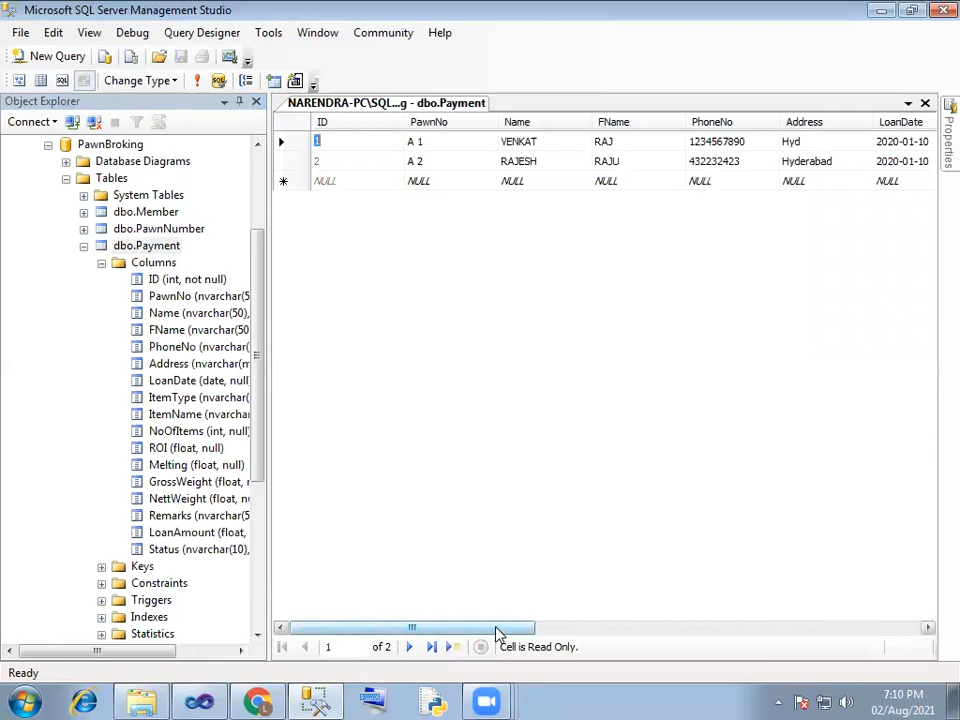 Microsoft SQL Server Management Studio
File Edit View Debug Query Designer Tools Window Community Help
New Query
Change Type
Object Explorer
Connect
PawnBroking
Database Diagrams
Tables
System Tables
dbo.Member
dbo.PawnNumber
dbo.Payment
Columns
ID (int, not null)
PawnNo (nvarchar(5
Name (nvarchar(50),
FName (nvarchar(50
PhoneNo (nvarchar(
Address (nvarchar(m
LoanDate (date, null
ItemType (nvarchar(
ItemName (nvarchar
NoOfItems (int, null
ROI (float, null)
Melting (float, null)
GrossWeight (float, r
NettWeight (float, nu
Remarks (nvarchar(5
LoanAmount (float,
Status (nvarchar(10),
Keys
Constraints
Triggers
Indexes
Statistics
NARENDRA-PC\SQL...g - dbo.Payment
ID PawnNo Name FName PhoneNo Address LoanDate
1 A 1 VENKAT RAJ 1234567890 Hyd 2020-01-10
2 A 2 RAJESH RAJU 432232423 Hyderabad 2020-01-10
NULL NULL NULL NULL NULL NULL NULL
1 of 2 Cell is Read Only.
Properties
Ready
7:10 PM
02/Aug/2021